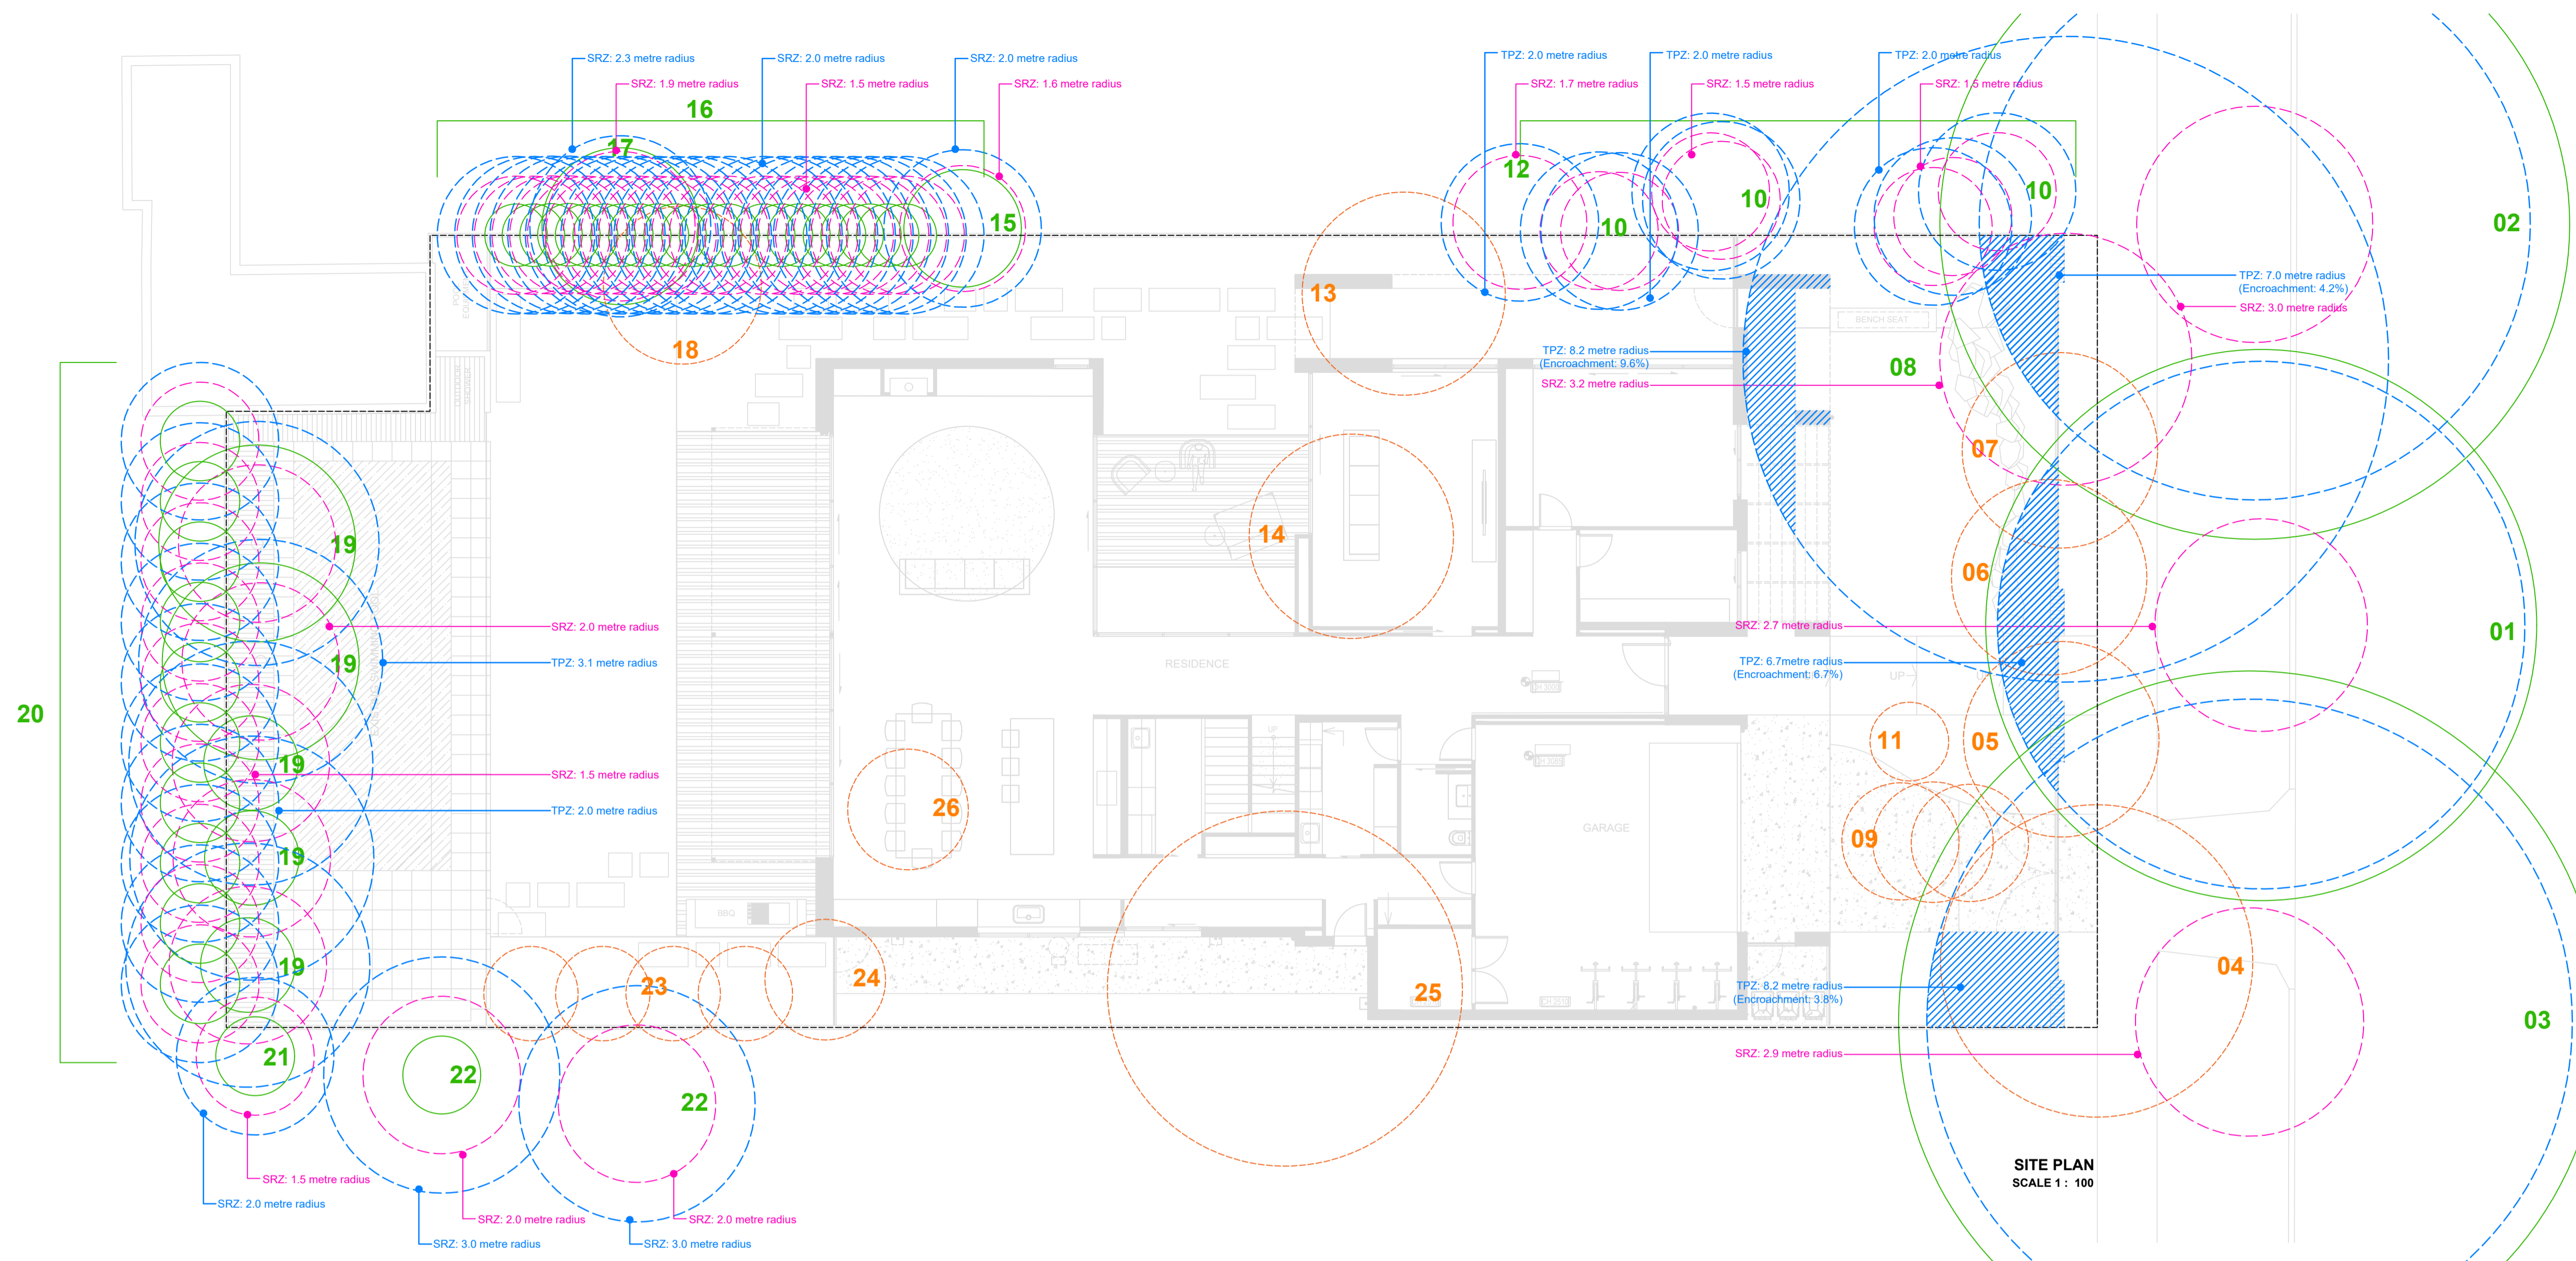 SRZ: 2.3 metre radius
SRZ: 1.9 metre radius
SRZ: 2.0 metre radius
SRZ: 1.5 metre radius
SRZ: 2.0 metre radius
SRZ: 1.6 metre radius
TPZ: 2.0 metre radius
SRZ: 1.7 metre radius
TPZ: 2.0 metre radius
SRZ: 1.5 metre radius
TPZ: 2.0 metre radius
SRZ: 1.5 metre radius
16
17
15
12
10
10
10
02
13
18
14
08
07
06
TPZ: 7.0 metre radius
(Encroachment: 4.2%)
SRZ: 3.0 metre radius
BENCH SEAT
TPZ: 8.2 metre radius
(Encroachment: 9.6%)
SRZ: 3.2 metre radius
OUTDOOR
SHOWER
19
19
19
19
19
20
SRZ: 2.0 metre radius
TPZ: 3.1 metre radius
SRZ: 1.5 metre radius
TPZ: 2.0 metre radius
RESIDENCE
SRZ: 2.7 metre radius
TPZ: 6.7metre radius
(Encroachment: 6.7%)
UP
UP
01
11
05
09
26
GARAGE
BBQ
23
24
25
04
03
TPZ: 8.2 metre radius
(Encroachment: 3.8%)
SRZ: 2.9 metre radius
21
22
22
SRZ: 1.5 metre radius
SRZ: 2.0 metre radius
SRZ: 2.0 metre radius
SRZ: 3.0 metre radius
SRZ: 2.0 metre radius
SRZ: 3.0 metre radius
SITE PLAN
SCALE 1 : 100